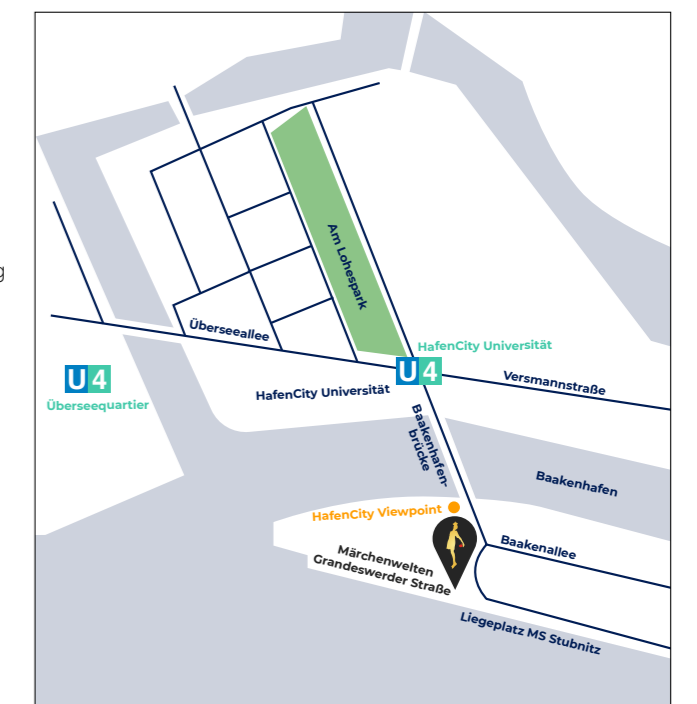 g
Am Lohespark
Überseeallee
HafenCity Universität
U4
U4
Überseequartier
HafenCity Universität
Versmannstraße
Baakenhafen-
brücke
Baakenhafen
HafenCity Viewpoint
Märchenwelten
Grandeswerder Straße
Baakenallee
Liegeplatz MS Stubnitz